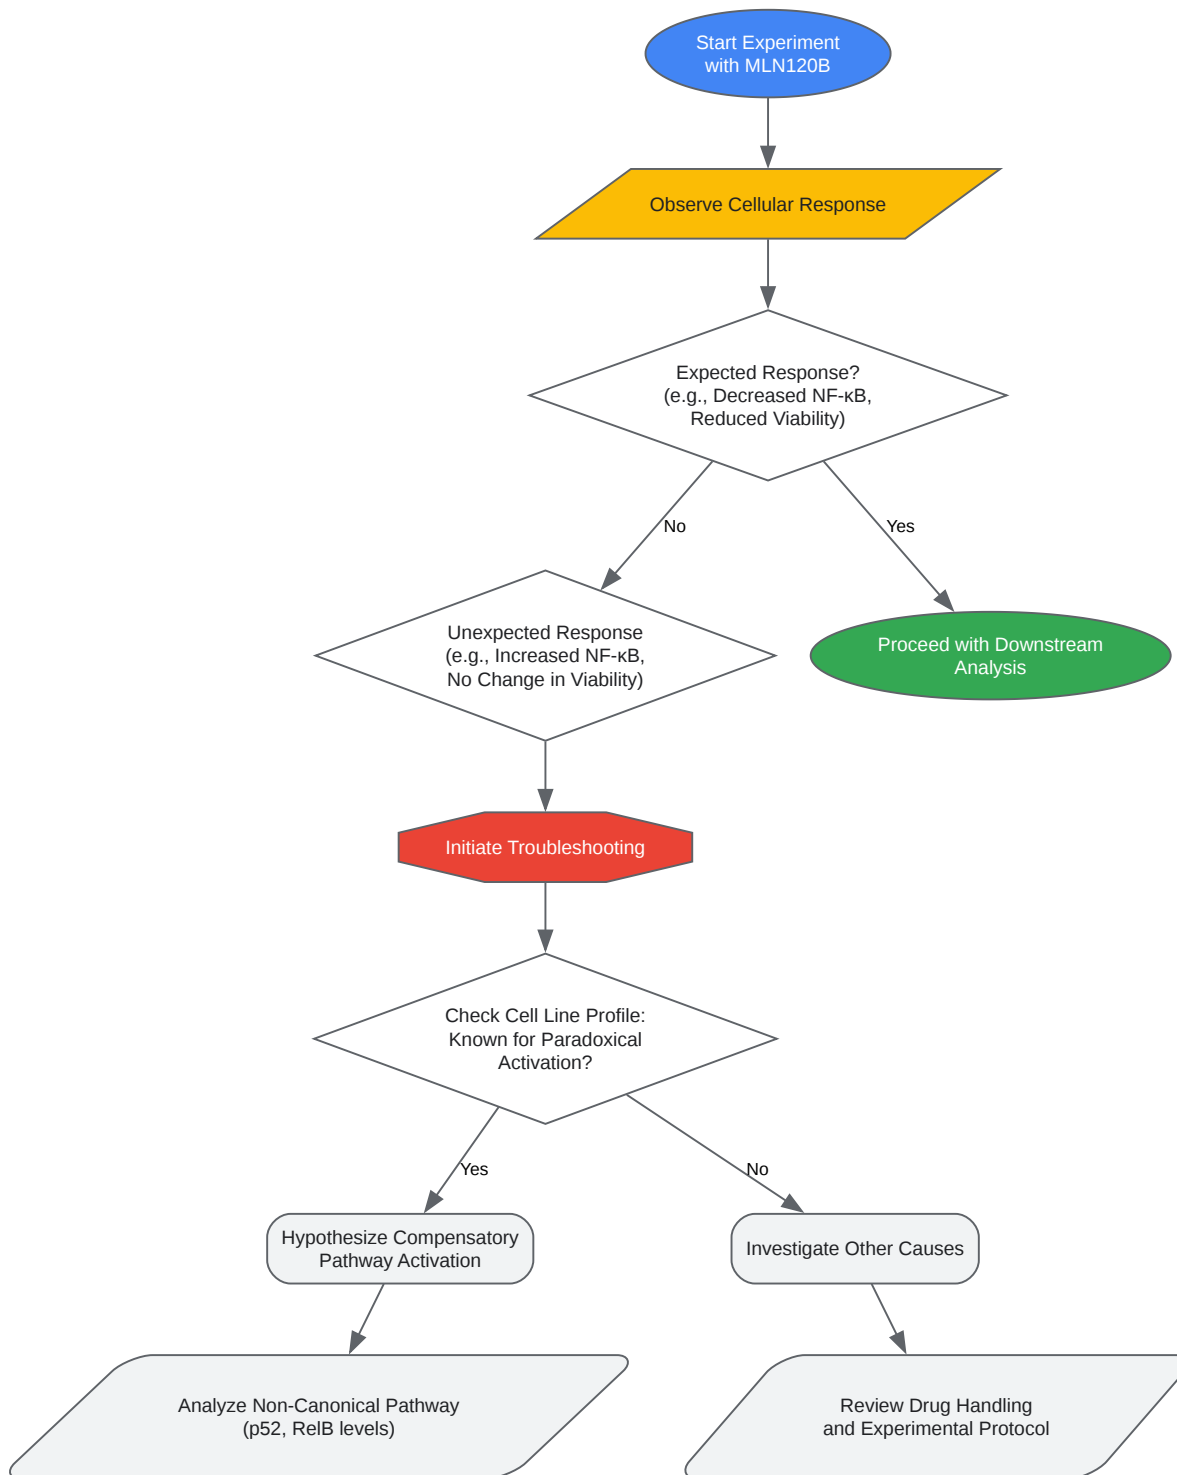 Start Experiment
with MLN120B
Observe Cellular Response
Expected Response?
(e.g., Decreased NF-κB,
Reduced Viability)
No
Yes
Unexpected Response
(e.g., Increased NF-κB,
No Change in Viability)
Proceed with Downstream
Analysis
Initiate Troubleshooting
Check Cell Line Profile:
Known for Paradoxical
Activation?
Yes
No
Hypothesize Compensatory
Pathway Activation
Investigate Other Causes
Analyze Non-Canonical Pathway
(p52, RelB levels)
Review Drug Handling
and Experimental Protocol